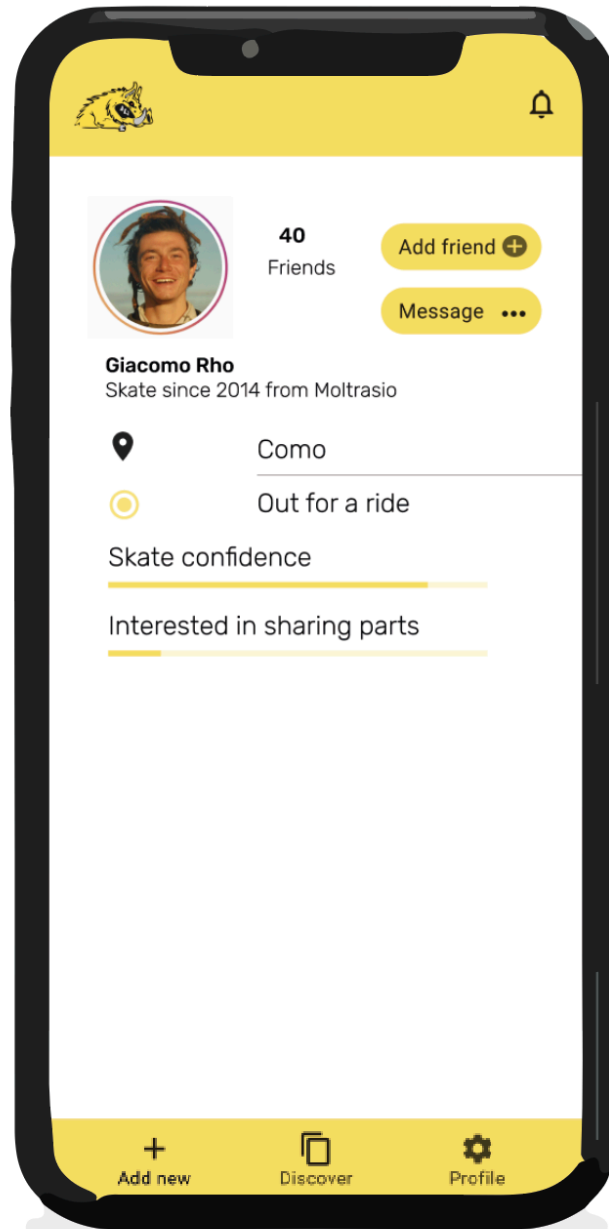 40
Friends
Add friend
Message
Giacomo Rho
Skate since 2014 from Moltrasio
Como
Out for a ride
Skate confidence
Interested in sharing parts
Add new
Discover
Profile